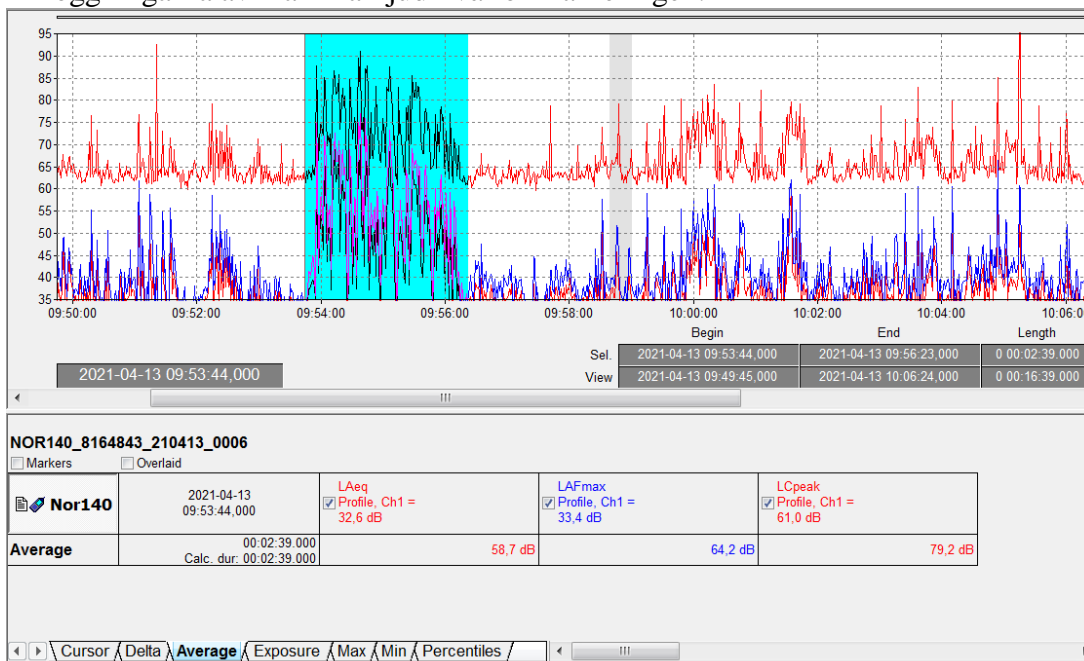 95
90
85
80
75
70
65
60
55
50
45
40
35
09:50:00 09:52:00 09:54:00 09:56:00 09:58:00 10:00:00 10:02:00 10:04:00 10:06:0
Begin End Length
Sel. 2021-04-13 09:53:44,000 2021-04-13 09:56:23,000 0 00:02:39.000
2021-04-13 09:53:44,000 View 2021-04-13 09:49:45,000 2021-04-13 10:06:24,000 0 00:16:39.000
NOR140_8164843_210413_0006
Markers Overlaid
Nor140 2021-04-13
09:53:44,000
LAeq
Profile, Ch1 =
32,6 dB
LAFmax
Profile, Ch1 =
33,4 dB
LCpeak
Profile, Ch1 =
61,0 dB
Average 00:02:39.000
Calc. dur: 00:02:39.000
58,7 dB 64,2 dB 79,2 dB
Cursor Delta Average Exposure Max Min Percentiles